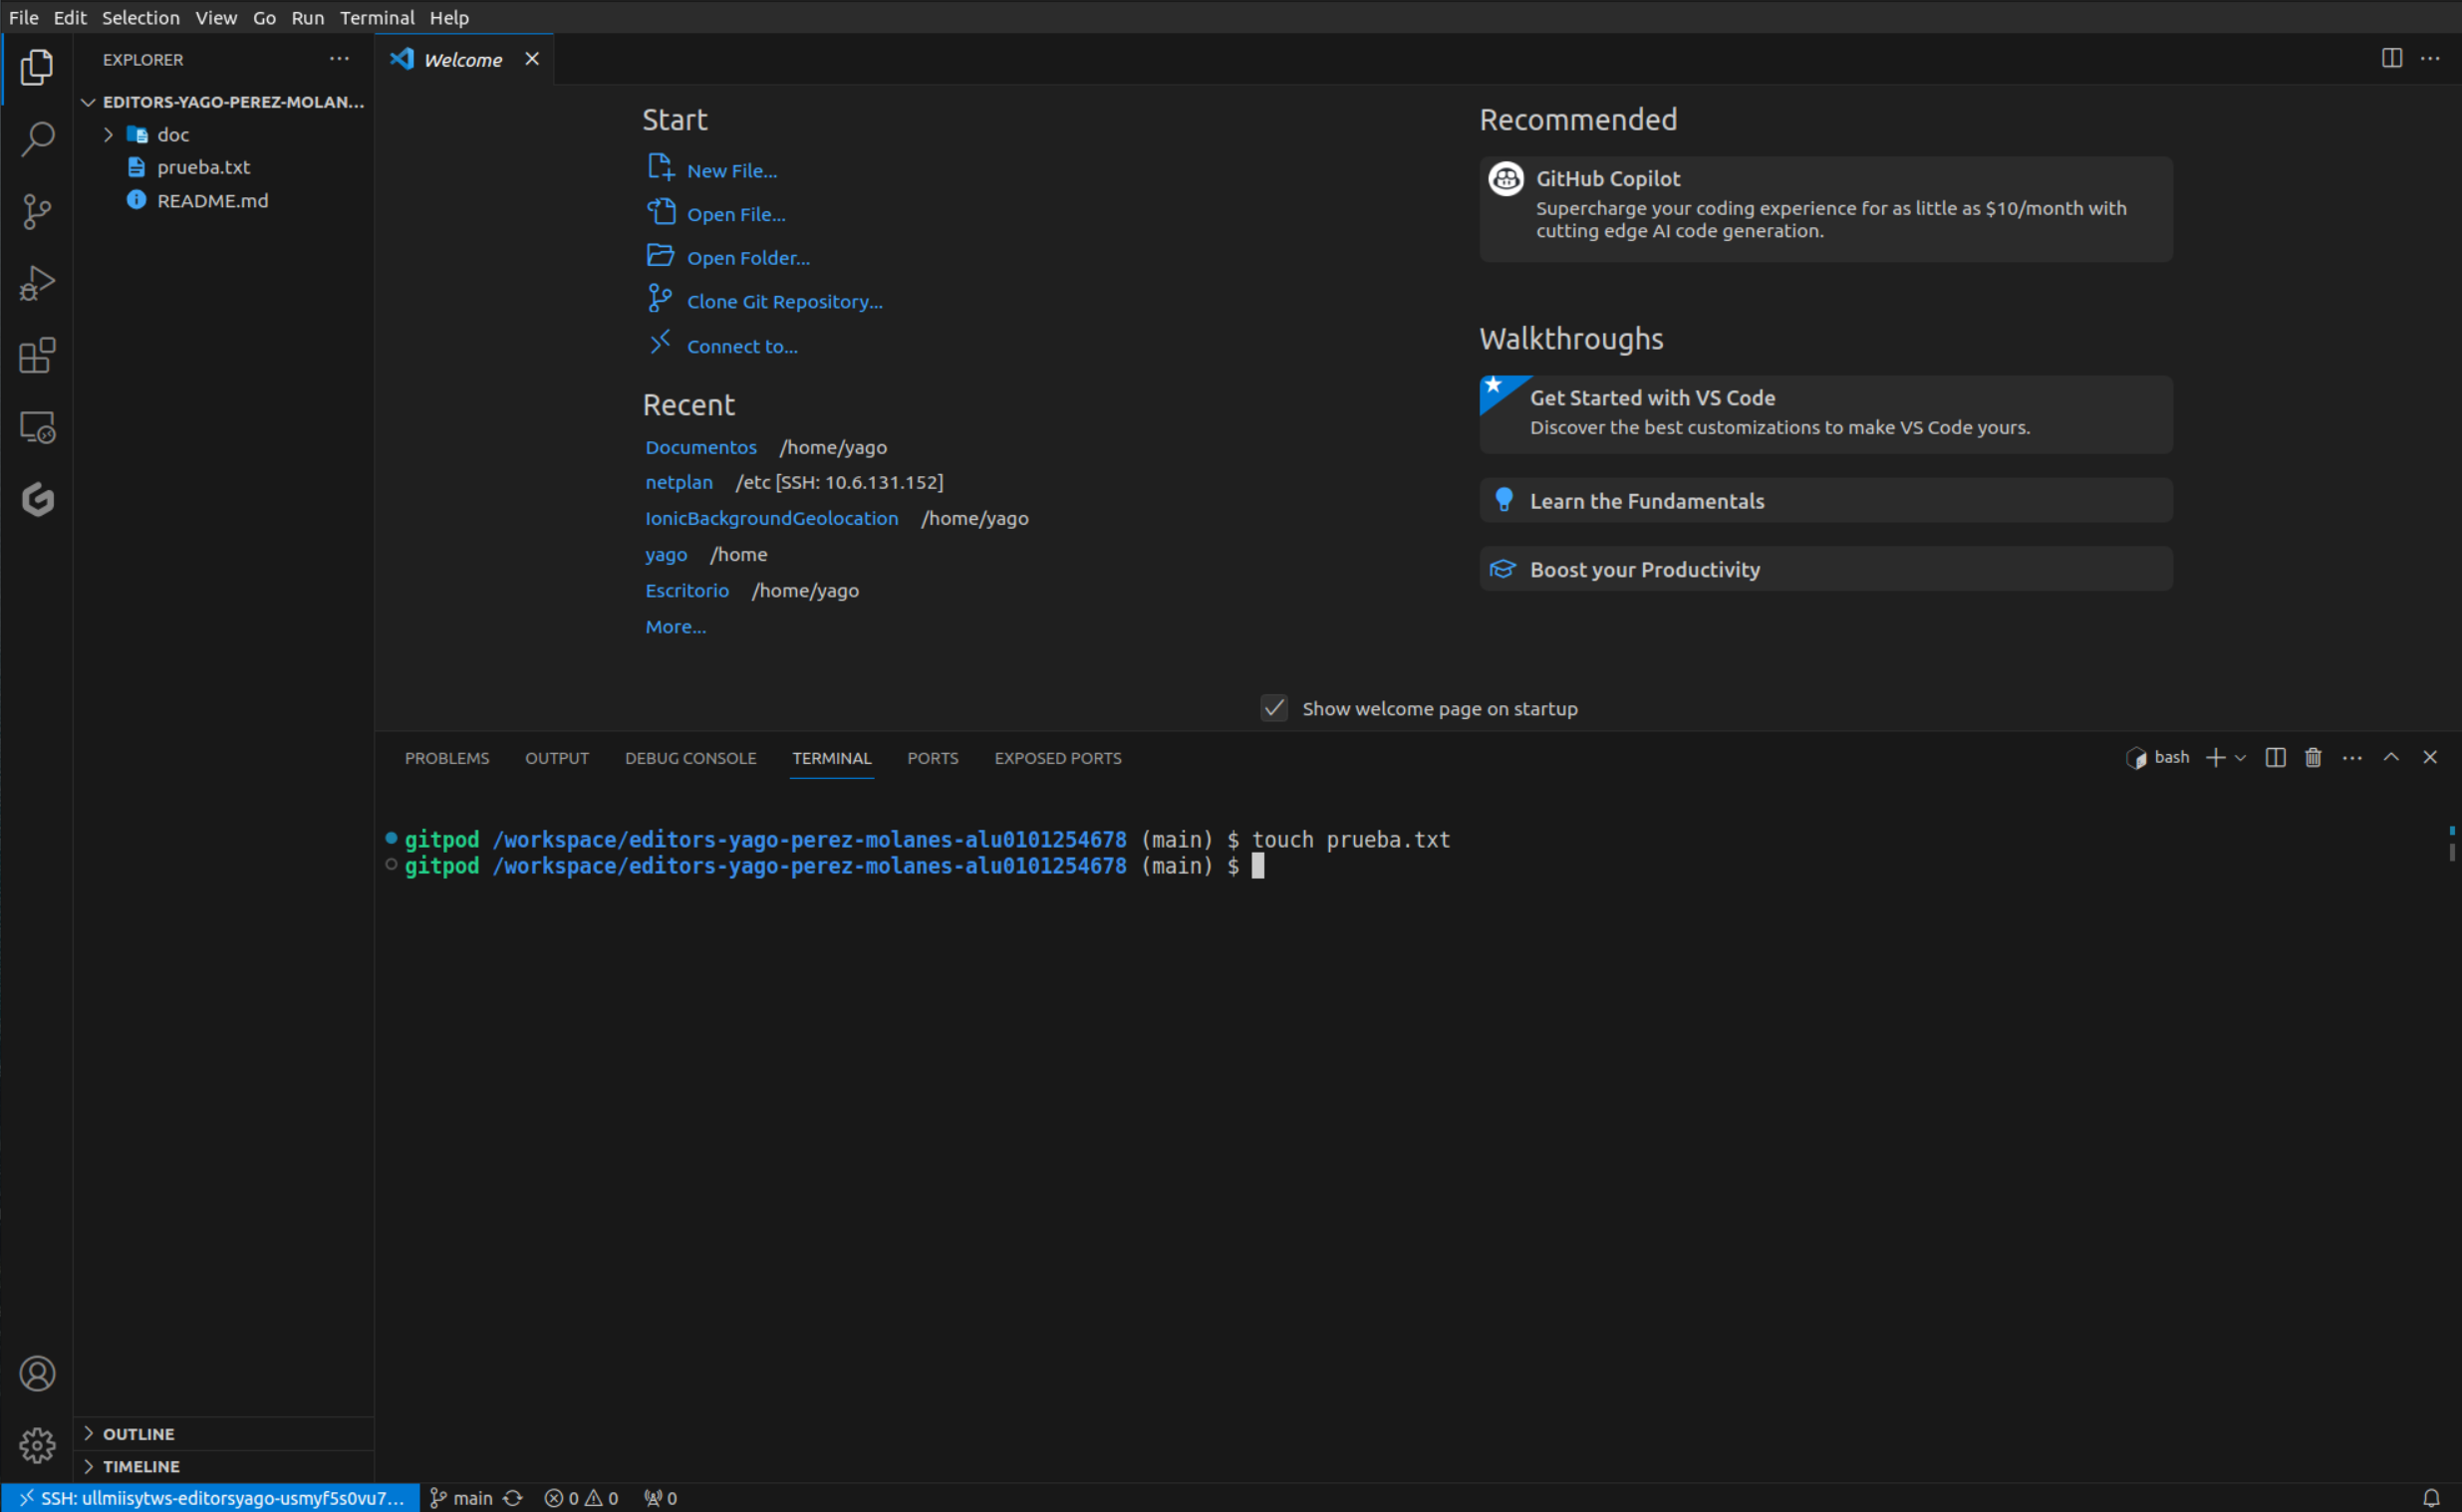 File Edit Selection View Go Run Terminal Help
EXPLORER
EDITORS-YAGO-PEREZ-MOLAN...
doc
prueba.txt
README.md
OUTLINE
TIMELINE
Welcome
Start
New File...
Open File...
Open Folder...
Clone Git Repository...
Connect to...
Recent
Documentos /home/yago
netplan /etc [SSH: 10.6.131.152]
IonicBackgroundGeolocation /home/yago
yago /home
Escritorio /home/yago
More...
Recommended
GitHub Copilot
Supercharge your coding experience for as little as $10/month with
cutting edge AI code generation.
Walkthroughs
Get Started with VS Code
Discover the best customizations to make VS Code yours.
Learn the Fundamentals
Boost your Productivity
Show welcome page on startup
PROBLEMS OUTPUT DEBUG CONSOLE TERMINAL PORTS EXPOSED PORTS
bash
gitpod /workspace/editors-yago-perez-molanes-alu0101254678 (main) $ touch prueba.txt
gitpod /workspace/editors-yago-perez-molanes-alu0101254678 (main) $
SSH: ullmiisytws-editorsyago-usmyf5s0vu7... main 0 0 0